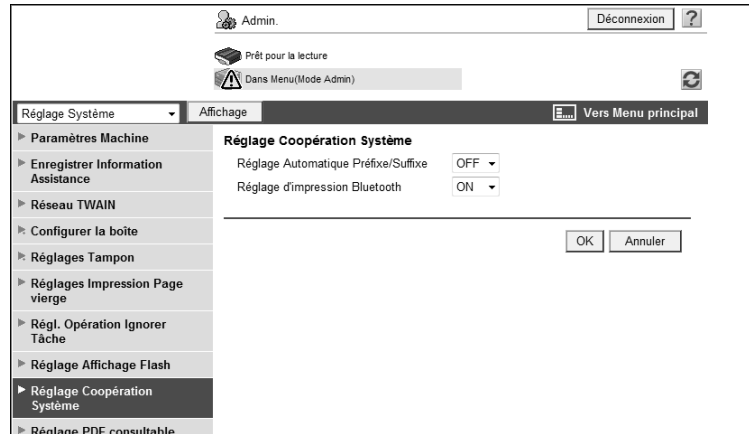 Admin.
Déconnexion
?
Prêt pour la lecture
Dans Menu(Mode Admin)
Réglage Système
Affichage
Vers Menu principal
Paramètres Machine
Enregistrer Information
Assistance
Réseau TWAIN
Configurer la boîte
Réglages Tampon
Réglages Impression Page
vierge
Régl. Opération Ignorer
Tâche
Réglage Affichage Flash
Réglage Coopération
Système
Réglage PDF consultable
Réglage Coopération Système
Réglage Automatique Préfixe/Suffixe OFF
Réglage d'impression Bluetooth ON
OK Annuler